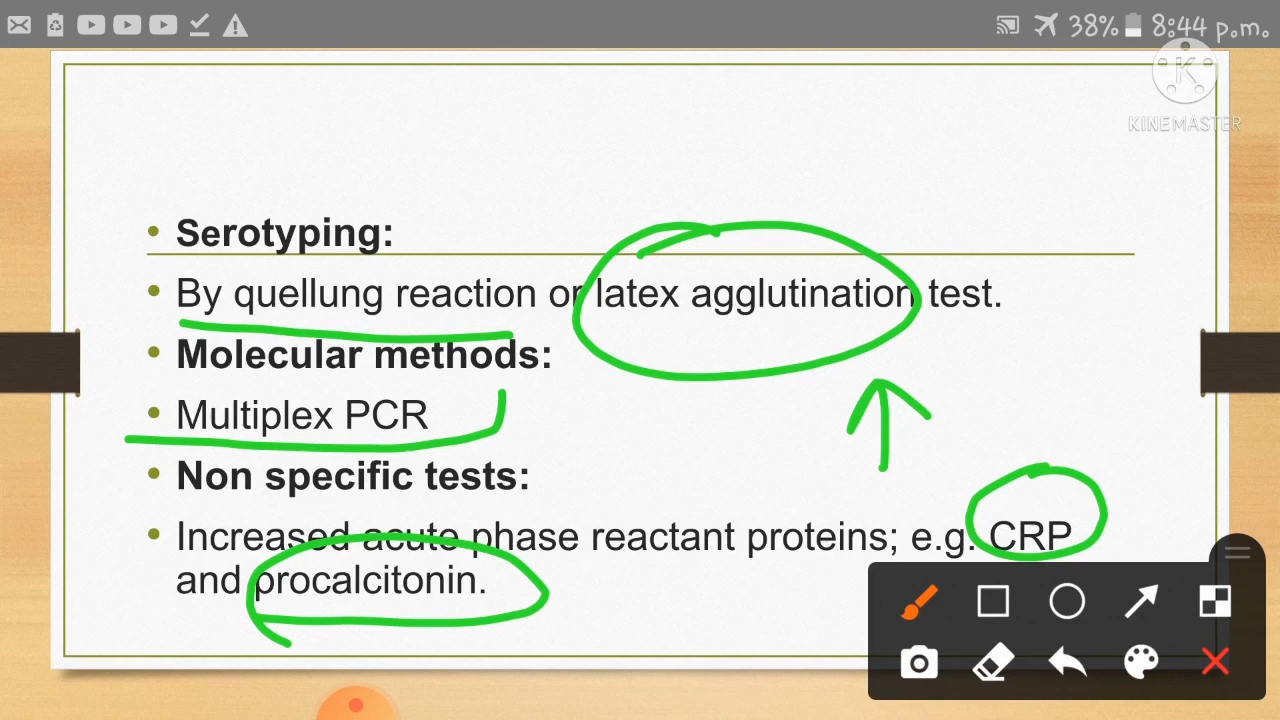 38% 8:44 p.m.
K
KINEMASTER
• Serotyping:
• By quellung reaction or latex agglutination test.
• Molecular methods:
• Multiplex PCR
• Non specific tests:
• Increased acute phase reactant proteins; e.g. CRP
and procalcitonin.